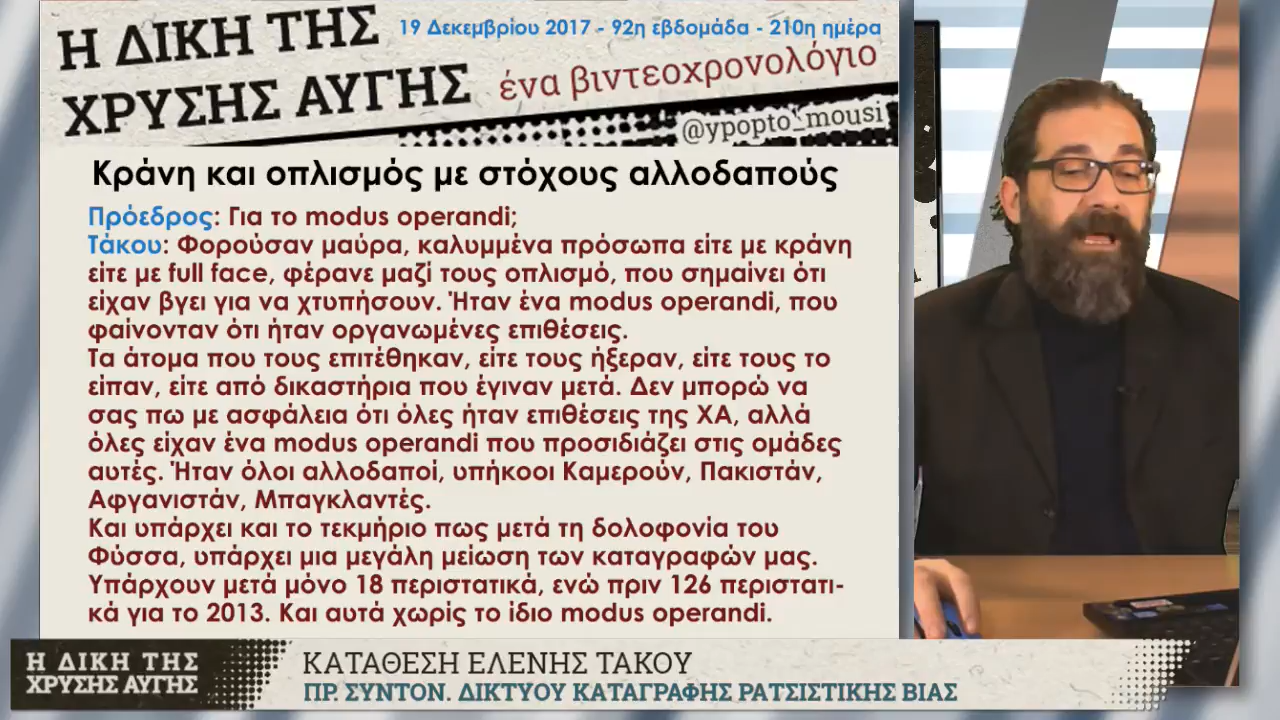 Η ΔΙΚΗ ΤΗΣ
ΧΡΥΣΗΣ ΑΥΓΗΣ
19 Δεκεμβρίου 2017 - 92η εβδομάδα - 210η ημέρα
ένα βιντεοχρονολόγιο
@ypopto_mousi
Κράνη και οπλισμός με στόχους αλλοδαπούς
Πρόεδρος: Για το modus operandi;
Τάκου: Φορούσαν μαύρα, καλυμμένα πρόσωπα είτε με κράνη
είτε με full face, φέρανε μαζί τους οπλισμό, που σημαίνει ότι
είχαν βγει για να χτυπήσουν. Ήταν ένα modus operandi, που
φαίνονταν ότι ήταν οργανωμένες επιθέσεις.
Τα άτομα που τους επιτέθηκαν, είτε τους ήξεραν, είτε τους το
είπαν, είτε από δικαστήρια που έγιναν μετά. Δεν μπορώ να
σας πω με ασφάλεια ότι όλες ήταν επιθέσεις της ΧΑ, αλλά
όλες είχαν ένα modus operandi που προσιδιάζει στις ομάδες
αυτές. Ήταν όλοι αλλοδαποί, υπήκοοι Καμερούν, Πακιστάν,
Αφγανιστάν, Μπαγκλαντές.
Και υπάρχει και το τεκμήριο πως μετά τη δολοφονία του
Φύσσα, υπάρχει μια μεγάλη μείωση των καταγραφών μας.
Υπάρχουν μετά μόνο 18 περιστατικά, ενώ πριν 126 περιστατι-
κά για το 2013. Και αυτά χωρίς το ίδιο modus operandi.
Η ΔΙΚΗ ΤΗΣ
ΧΡΥΣΗΣ ΑΥΓΗΣ
ΚΑΤΑΘΕΣΗ ΕΛΕΝΗΣ ΤΑΚΟΥ
ΠΡ. ΣΥΝΤΟΝ. ΔΙΚΤΥΟΥ ΚΑΤΑΓΡΑΦΗΣ ΡΑΤΣΙΣΤΙΚΗΣ ΒΙΑΣ